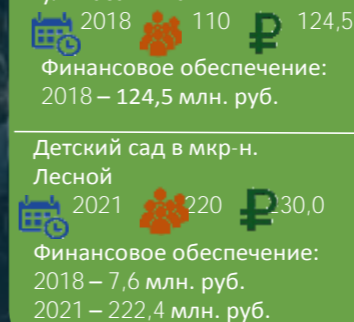 2018 110 124,5
Финансовое обеспечение:
2018 – 124,5 млн. руб.
Детский сад в мкр-н.
Лесной
2021 220 230,0
Финансовое обеспечение:
2018 – 7,6 млн. руб.
2021 – 222,4 млн. руб.